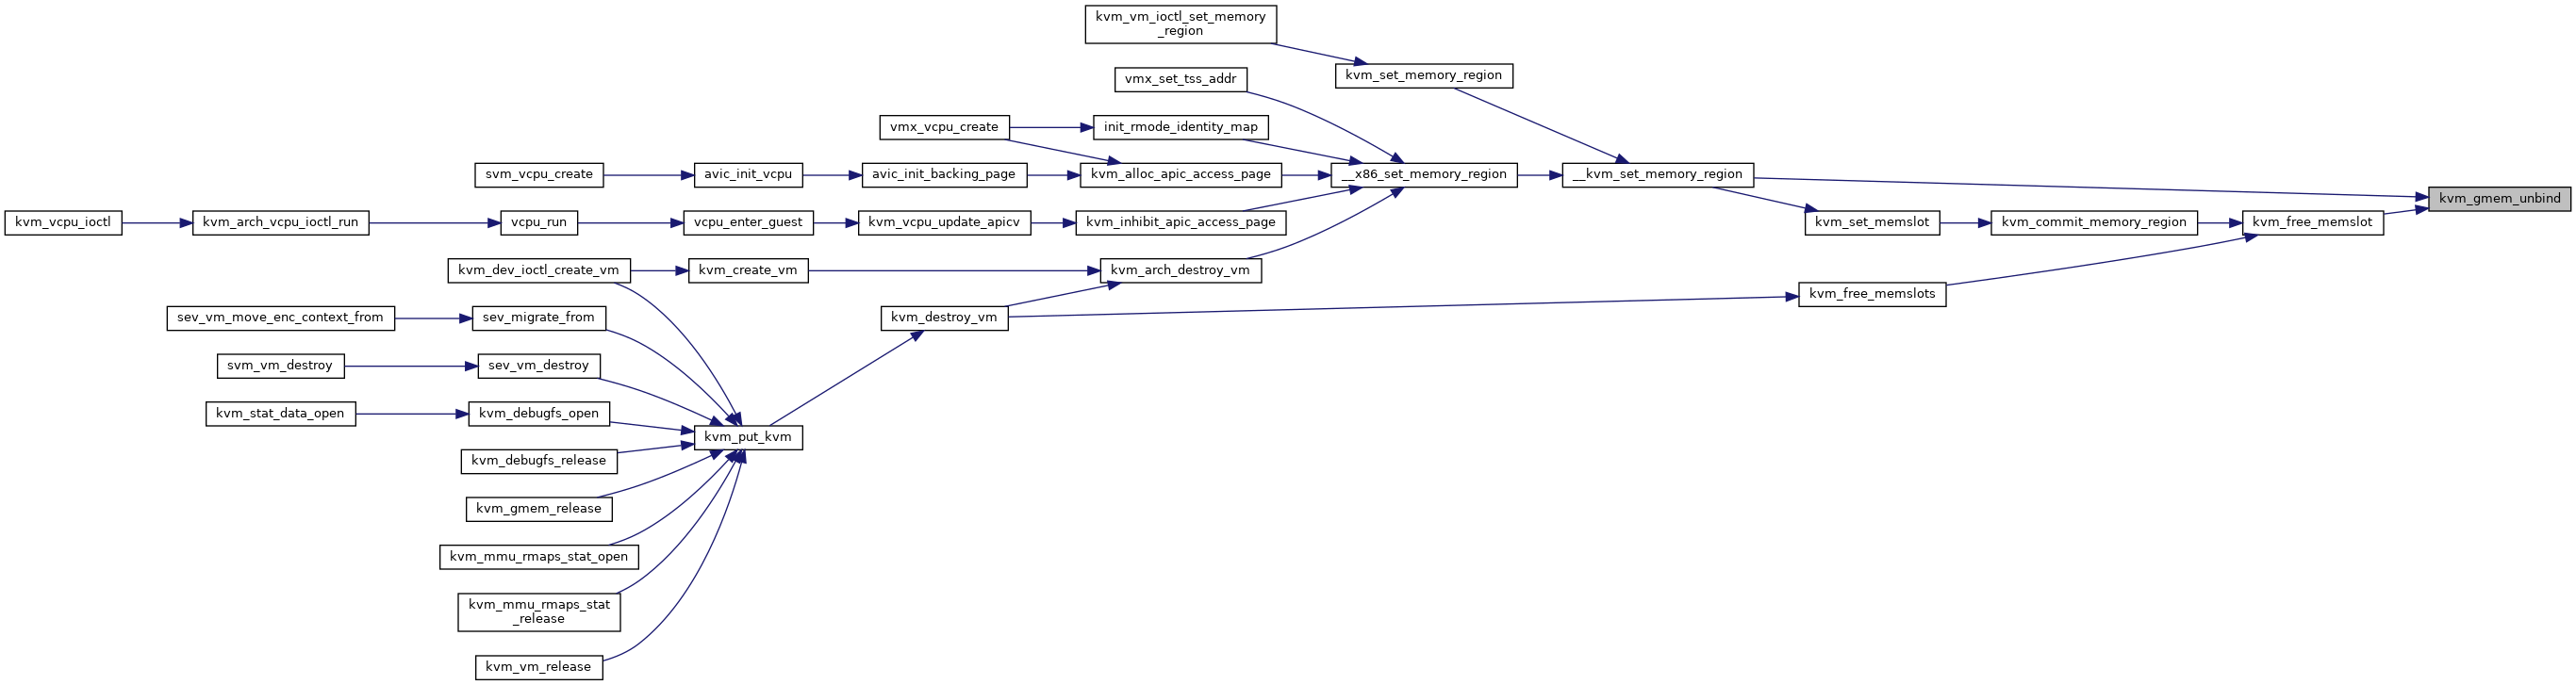 kvm_vm_ioctl_set_memory
_region
kvm_set_memory_region
vmx_set_tss_addr
vmx_vcpu_create
init_rmode_identity_map
svm_vcpu_create
avic_init_vcpu
avic_init_backing_page
kvm_alloc_apic_access_page
__x86_set_memory_region
__kvm_set_memory_region
kvm_gmem_unbind
kvm_vcpu_ioctl
kvm_arch_vcpu_ioctl_run
vcpu_run
vcpu_enter_guest
kvm_vcpu_update_apicv
kvm_inhibit_apic_access_page
kvm_set_memslot
kvm_commit_memory_region
kvm_free_memslot
kvm_dev_ioctl_create_vm
kvm_create_vm
kvm_arch_destroy_vm
kvm_free_memslots
sev_vm_move_enc_context_from
sev_migrate_from
kvm_destroy_vm
svm_vm_destroy
sev_vm_destroy
kvm_stat_data_open
kvm_debugfs_open
kvm_put_kvm
kvm_debugfs_release
kvm_gmem_release
kvm_mmu_rmaps_stat_open
kvm_mmu_rmaps_stat
_release
kvm_vm_release